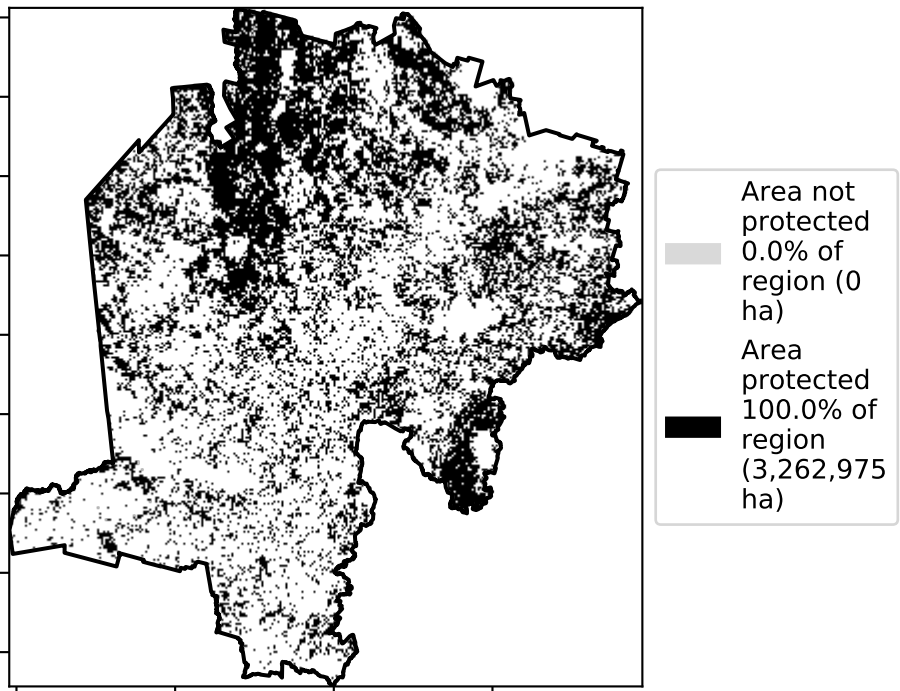 Area not
protected
0.0% of
region (0
ha)
Area
protected
100.0% of
region
(3,262,975
ha)